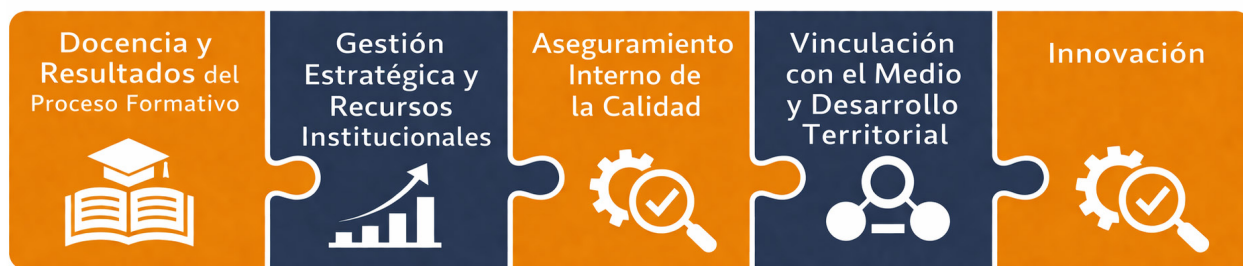 Docencia y
Resultados del
Proceso Formativo
Gestión
Estratégica y
Recursos
Institucionales
Aseguramiento
Interno de
la Calidad
Vinculación
con el Medio
y Desarrollo
Territorial
Innovación